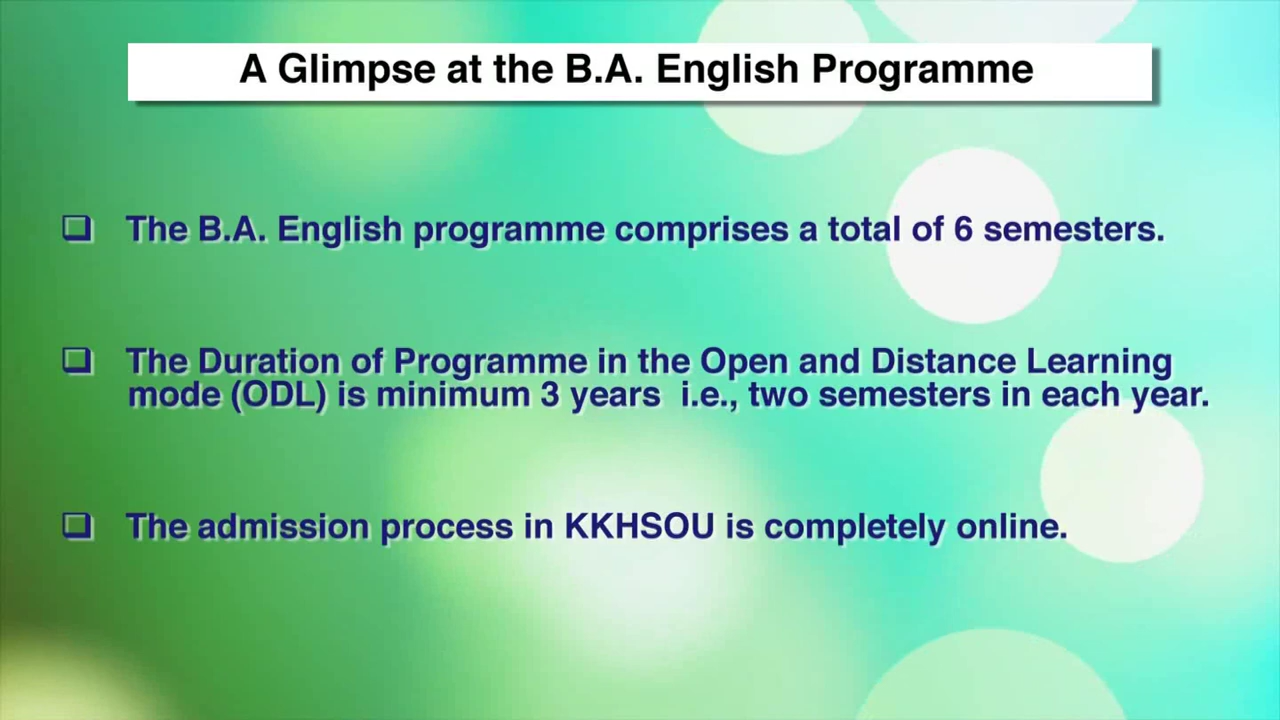 A Glimpse at the B.A. English Programme
❑ The B.A. English programme comprises a total of 6 semesters.
❑ The Duration of Programme in the Open and Distance Learning
mode (ODL) is minimum 3 years i.e., two semesters in each year.
❑ The admission process in KKHSOU is completely online.